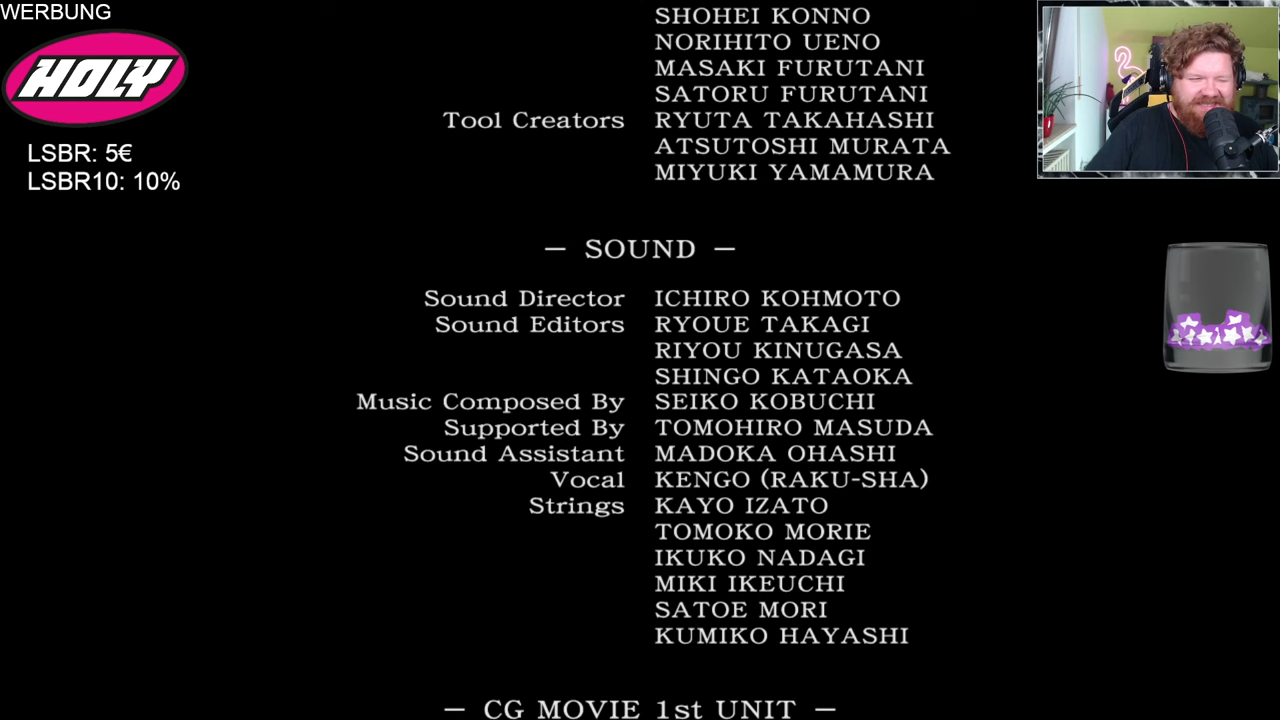 WERBUNG
HOLY
LSBR: 5€
LSBR10: 10%
SHOHEI KONNO
NORIHITO UENO
MASAKI FURUTANI
SATORU FURUTANI
Tool Creators RYUTA TAKAHASHI
ATSUTOSHI MURATA
MIYUKI YAMAMURA
— SOUND —
Sound Director ICHIRO KOHMOTO
Sound Editors RYOUE TAKAGI
RIYOU KINUGASA
SHINGO KATAOKA
Music Composed By SEIKO KOBUCHI
Supported By TOMOHIRO MASUDA
Sound Assistant MADOKA OHASHI
Vocal KENGO (RAKU-SHA)
Strings KAYO IZATO
TOMOKO MORIE
IKUKO NADAGI
MIKI IKEUCHI
SATOE MORI
KUMIKO HAYASHI
— CG MOVIE 1st UNIT —